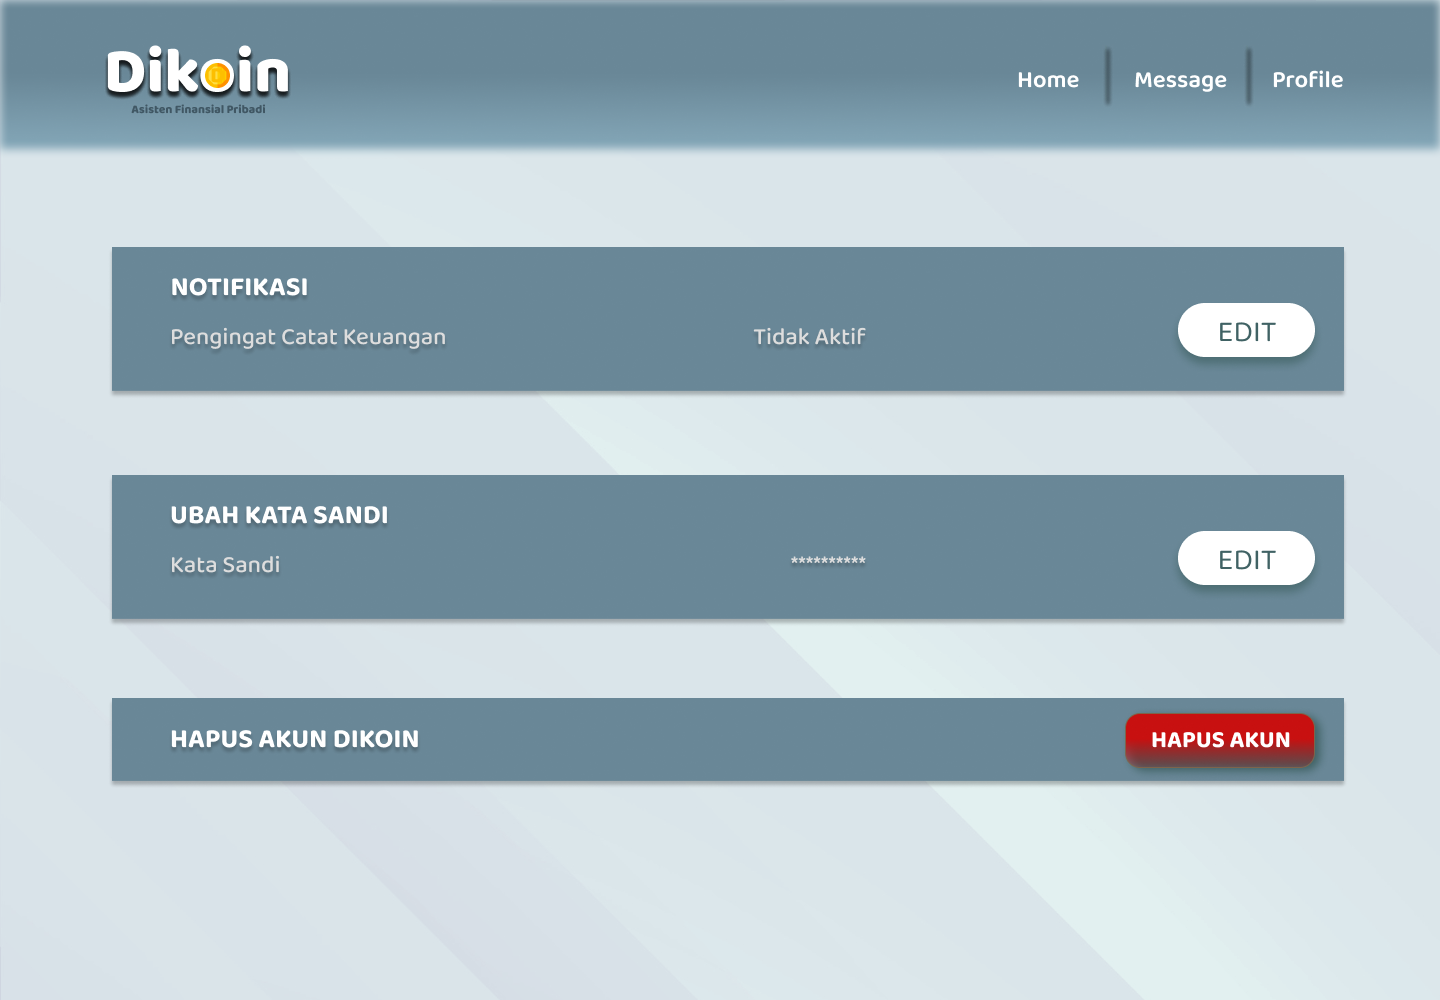 Dikoin
Asisten Finansial Pribadi
Home
Message
Profile
NOTIFIKASI
Pengingat Catat Keuangan
Tidak Aktif
EDIT
UBAH KATA SANDI
Kata Sandi
**********
EDIT
HAPUS AKUN DIKOIN
HAPUS AKUN